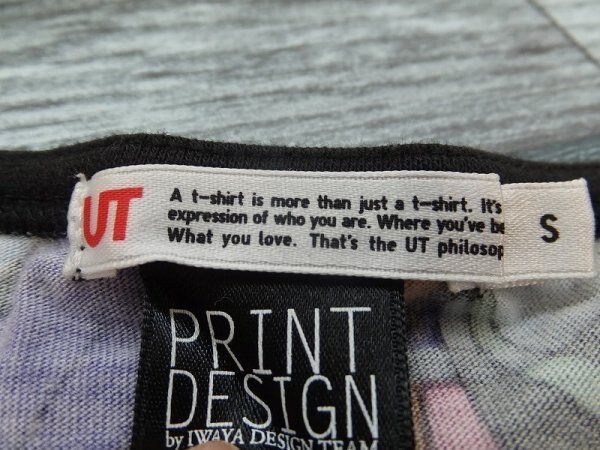 UT
A t-shirt is more than just a t-shirt. It's
expression of who you are. Where you've be
What you love. That's the UT philosop
S
PRINT
DESIGN
by IWAYA DESIGN TEAM